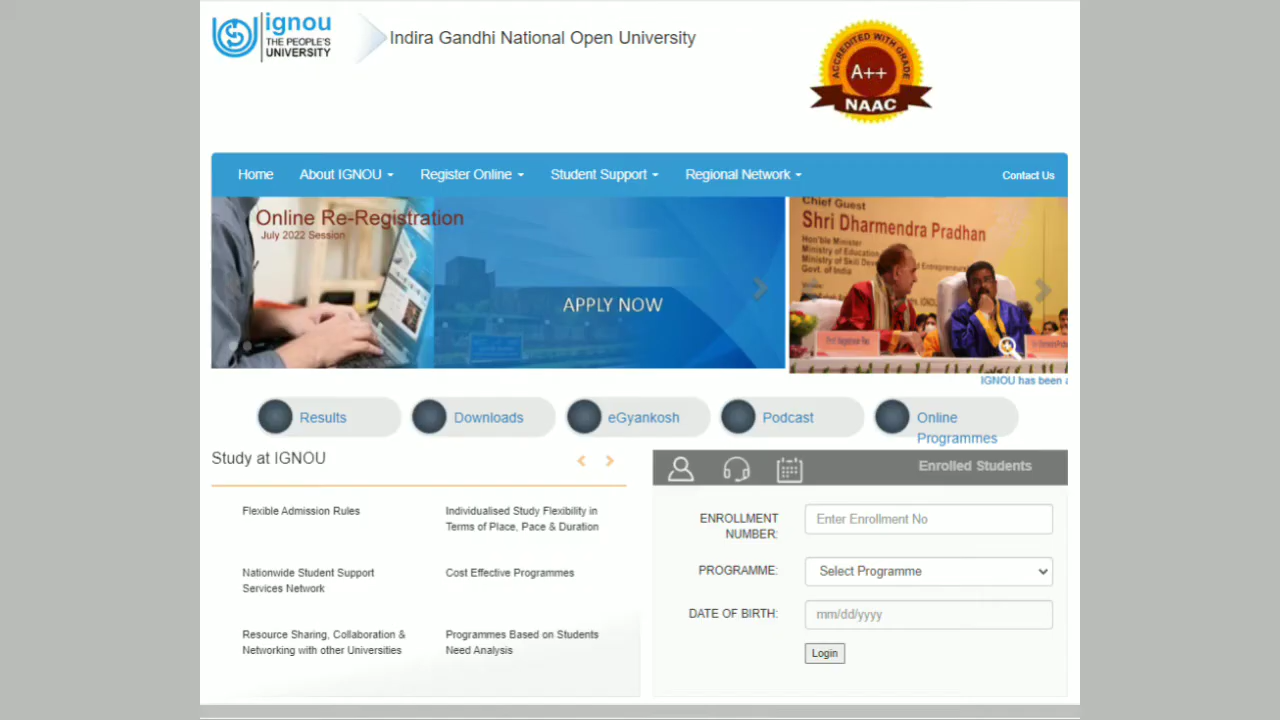 ignou
THE PEOPLE'S
UNIVERSITY
Indira Gandhi National Open University
ACCREDITED WITH GRADE
A++
NAAC
Home
About IGNOU
Register Online
Student Support
Regional Network
Contact Us
Online Re-Registration
July 2022 Session
APPLY NOW
Chief Guest
Shri Dharmendra Pradhan
Hon'ble Minister
Ministry of Education
Ministry of Skill
Entrepreneurship
Govt. of India
IGNOU has been
Results
Downloads
eGyankosh
Podcast
Online
Programmes
Study at IGNOU
Flexible Admission Rules
Individualised Study Flexibility in
Terms of Place, Pace & Duration
Nationwide Student Support
Services Network
Cost Effective Programmes
Resource Sharing, Collaboration &
Networking with other Universities
Programmes Based on Students
Need Analysis
Enrolled Students
ENROLLMENT
NUMBER:
Enter Enrollment No
PROGRAMME:
Select Programme
DATE OF BIRTH:
mm/dd/yyyy
Login